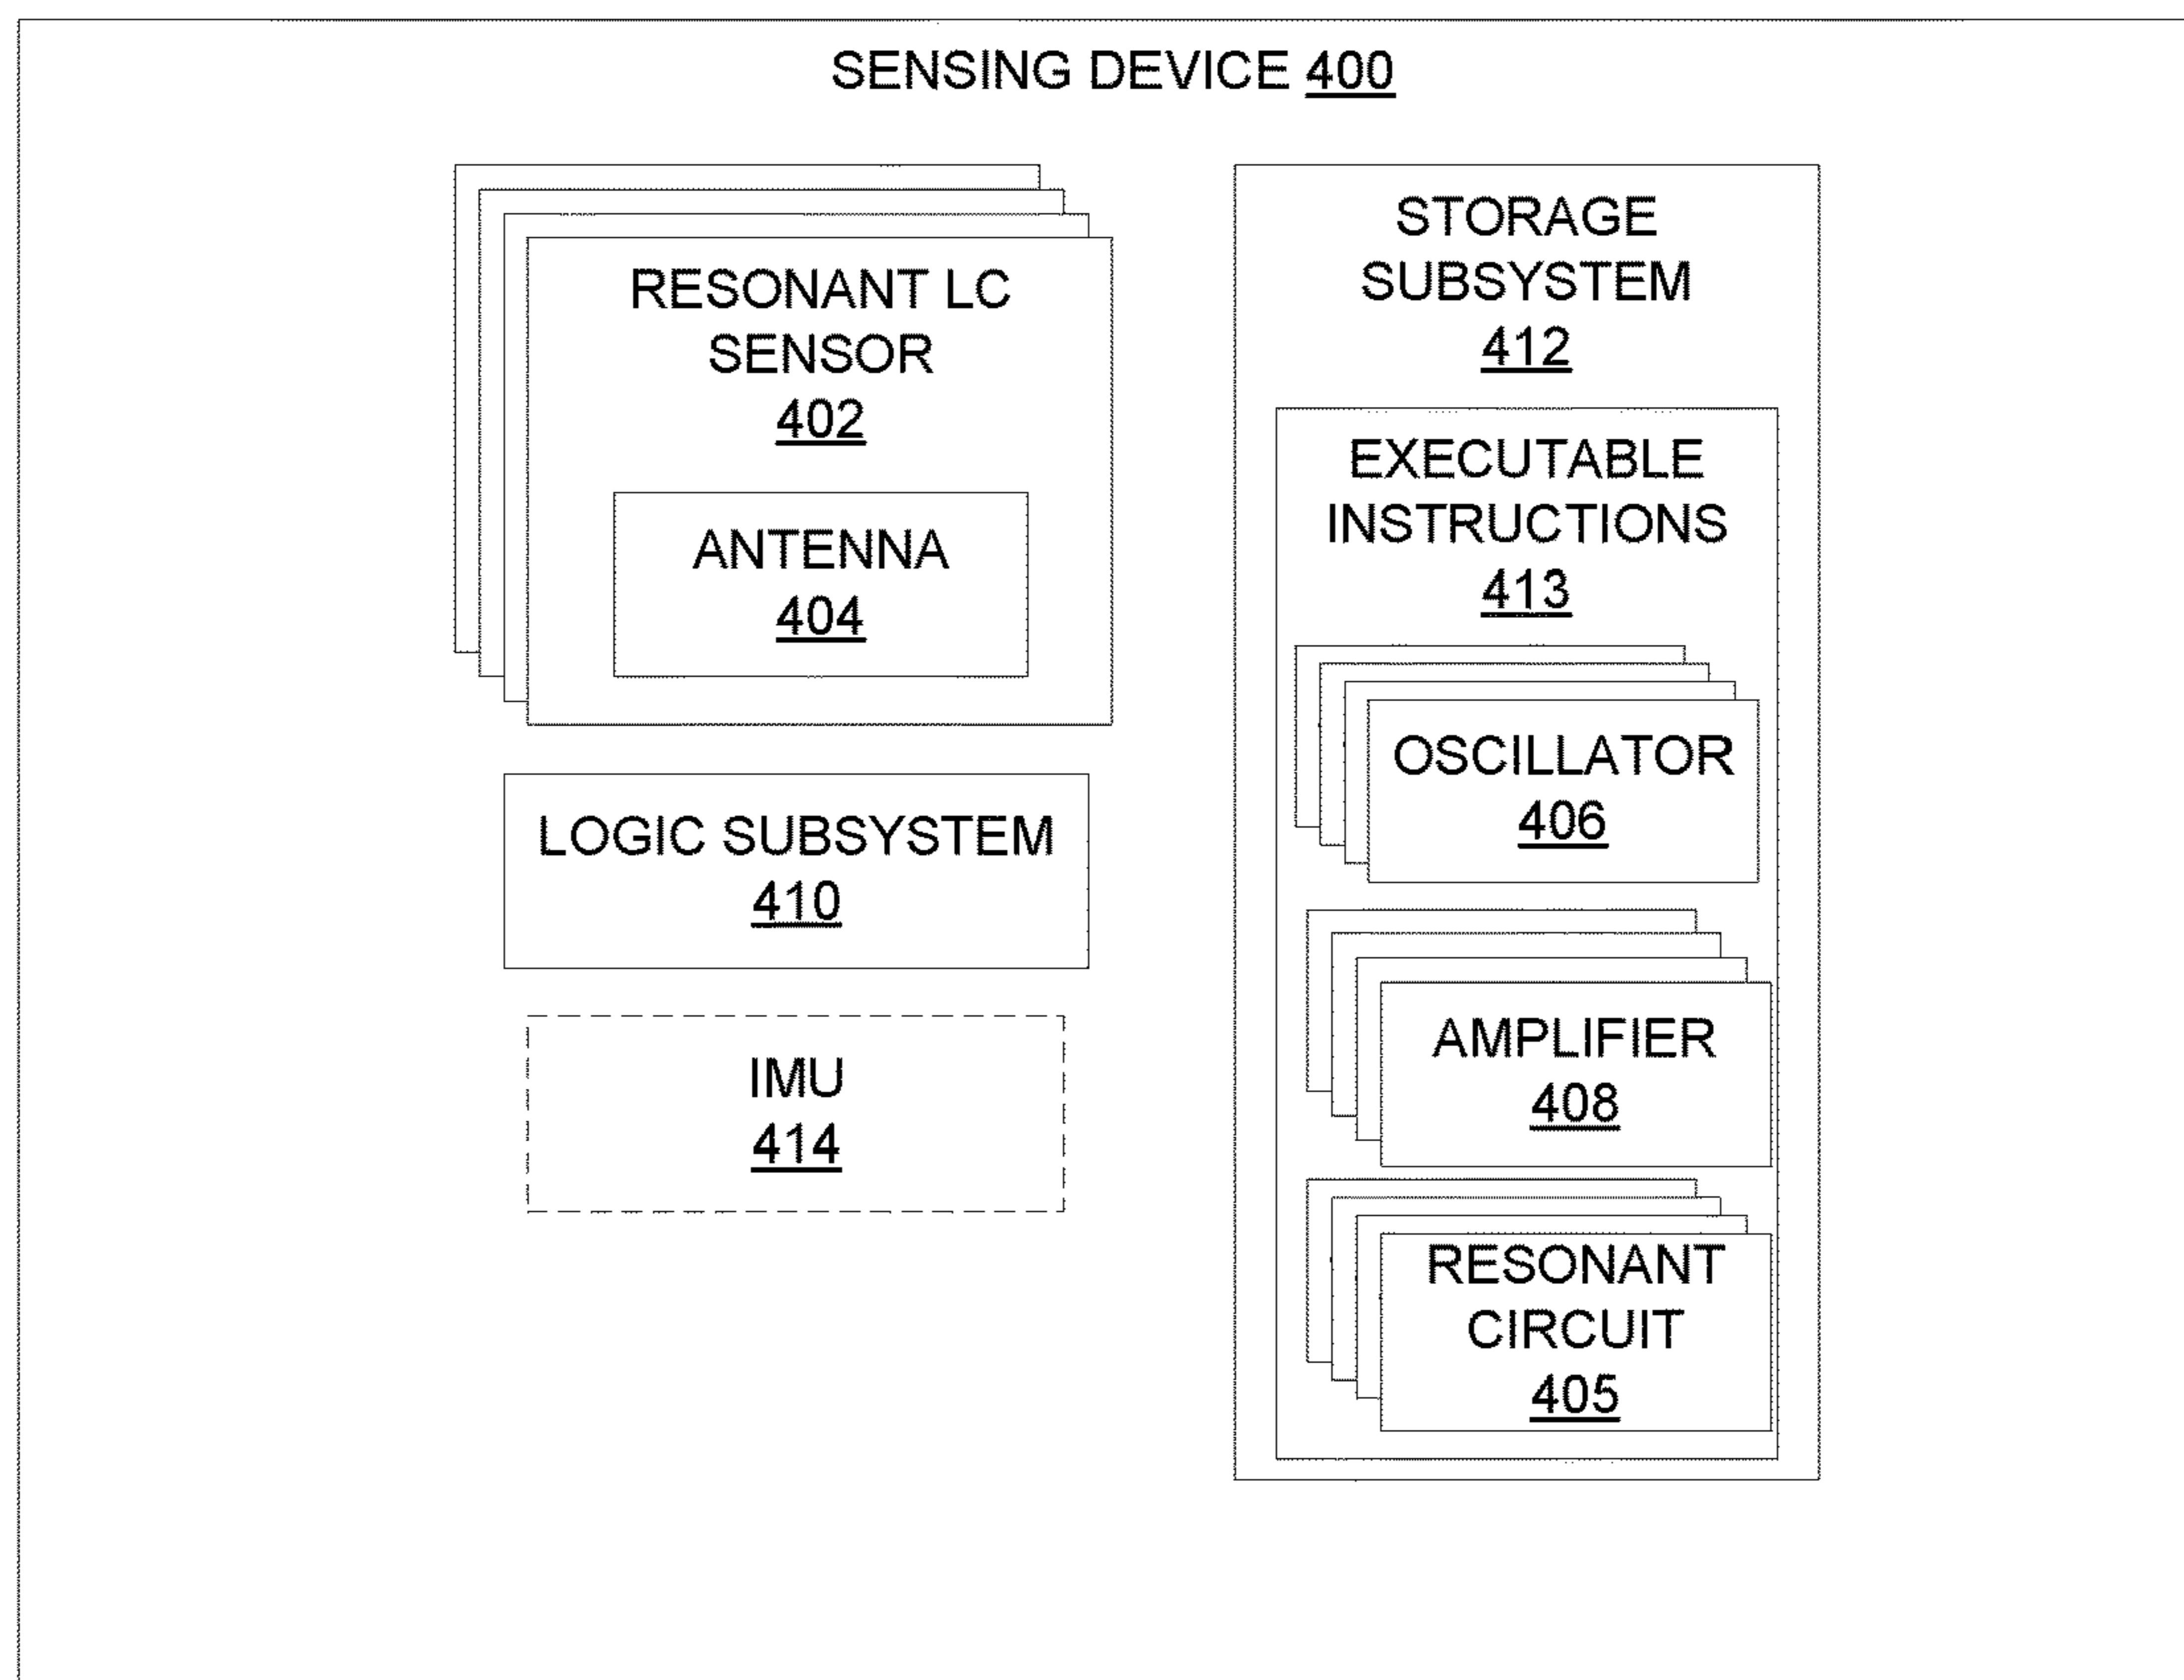 SENSING DEVICE 400
RESONANT LC
SENSOR
402
ANTENNA
404
LOGIC SUBSYSTEM
410
IMU
414
STORAGE
SUBSYSTEM
412
EXECUTABLE
INSTRUCTIONS
413
OSCILLATOR
406
AMPLIFIER
408
RESONANT
CIRCUIT
405